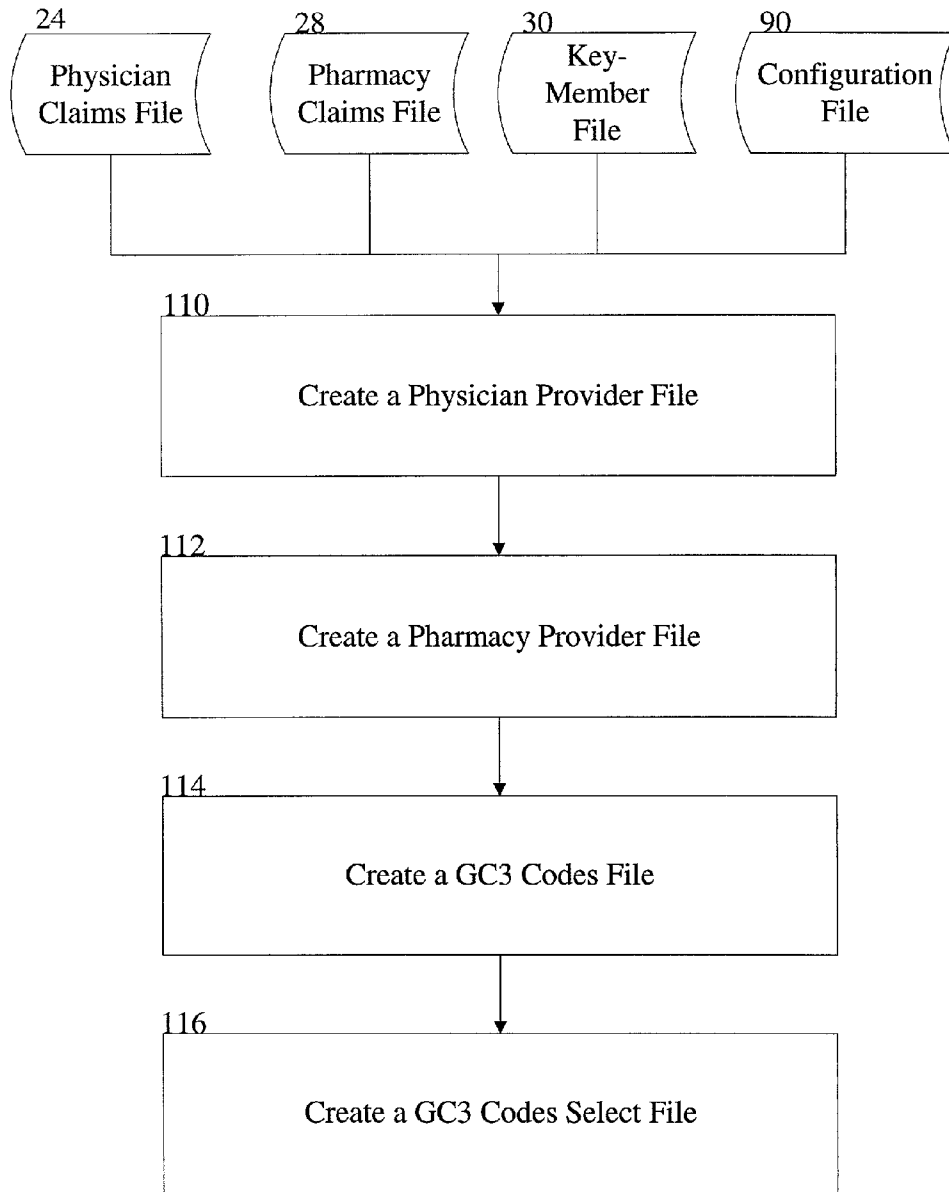 24
Physician
Claims File
28
Pharmacy
Claims File
30
Key-
Member
File
90
Configuration
File
110
Create a Physician Provider File
112
Create a Pharmacy Provider File
114
Create a GC3 Codes File
116
Create a GC3 Codes Select File